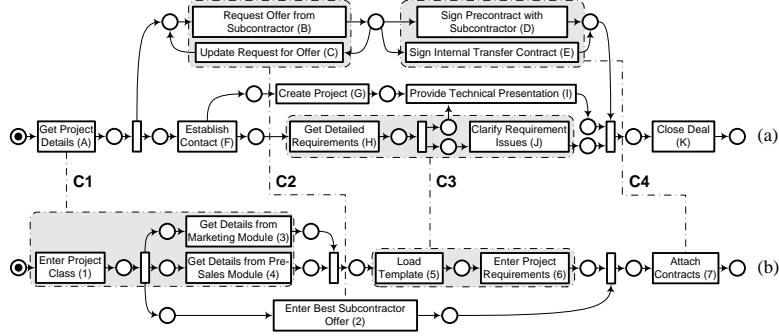 Request Offer from
Subcontractor (B)
Sign Precontract with
Subcontractor (D)
Update Request for Offer (C)
Sign Internal Transfer Contract (E)
Create Project (G)
Provide Technical Presentation (I)
Get Project
Details (A)
Establish
Contact (F)
Get Detailed
Requirements (H)
Clarify Requirement
Issues (J)
Close Deal
(K)
(a)
C1
C2
C3
C4
Get Details from
Marketing Module (3)
Enter Project
Class (1)
Get Details from Pre-
Sales Module (4)
Load
Template (5)
Enter Project
Requirements (6)
Attach
Contracts (7)
(b)
Enter Best Subcontractor
Offer (2)